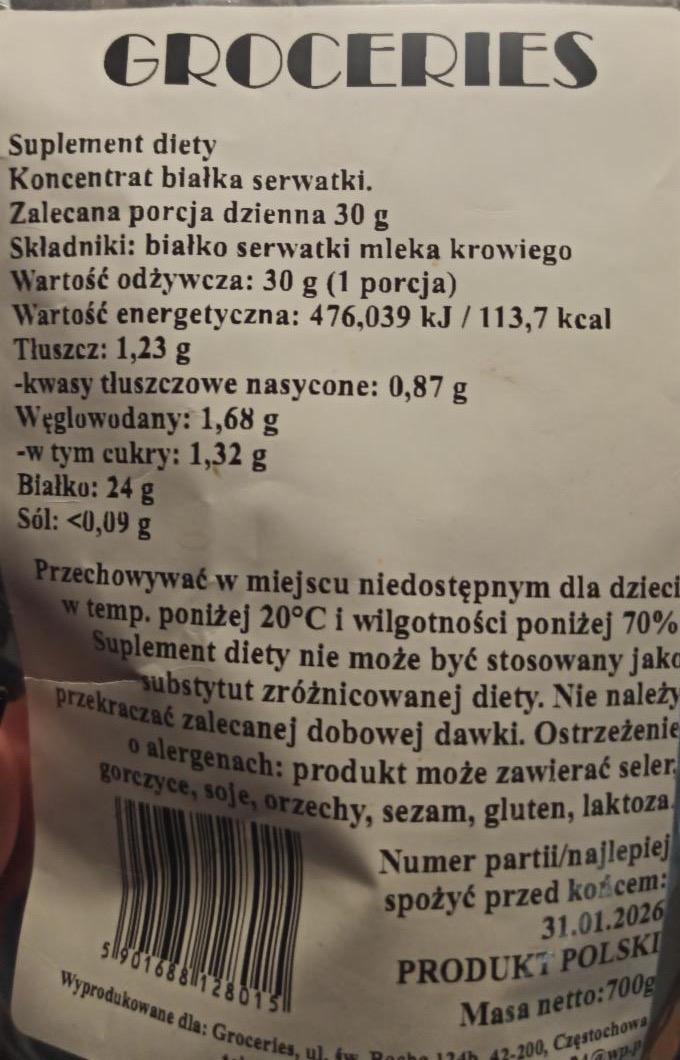 GROCERIES
Suplement diety
Koncentrat białka serwatki.
Zalecana porcja dzienna 30 g
Składniki: białko serwatki mleka krowiego
Wartość odżywcza: 30 g (1 porcja)
Wartość energetyczna: 476,039 kJ / 113,7 kcal
Tłuszcz: 1,23 g
-kwasy tłuszczowe nasycone: 0,87 g
Węglowodany: 1,68 g
-w tym cukry: 1,32 g
Białko: 24 g
Sól: <0,09 g
Przechowywać w miejscu niedostępnym dla dzieci
w temp. poniżej 20°C i wilgotności poniżej 70%
Suplement diety nie może być stosowany jako
substytut zróżnicowanej diety. Nie należy
przekraczać zalecanej dobowej dawki. Ostrzeżenie
o alergenach: produkt może zawierać seler,
gorczyce, soje, orzechy, sezam, gluten, laktoza.
Numer partii/najlepiej
spożyć przed końcem:
31.01.2026
PRODUKT POLSKI
Masa netto:700g
5901688128015
Wyprodukowane dla: Groceries, ul. św. 124b, 42-200, Częstochowa